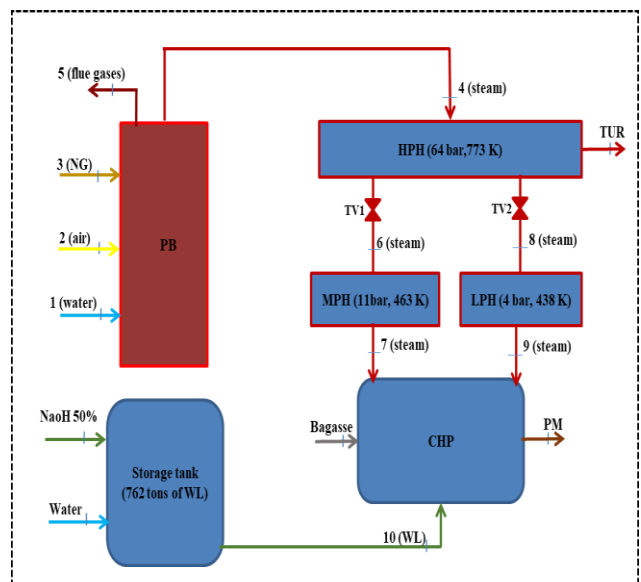 5 (flue gases)
4 (steam)
TUR
HPH (64 bar,773 K)
3 (NG)
TV1
TV2
2 (air)
PB
6 (steam)
8 (steam)
1 (water)
MPH (11bar, 463 K)
LPH (4 bar, 438 K)
7 (steam)
9 (steam)
NaoH 50%
Bagasse
CHP
PM
Storage tank
(762 tons of WL)
Water
10 (WL)